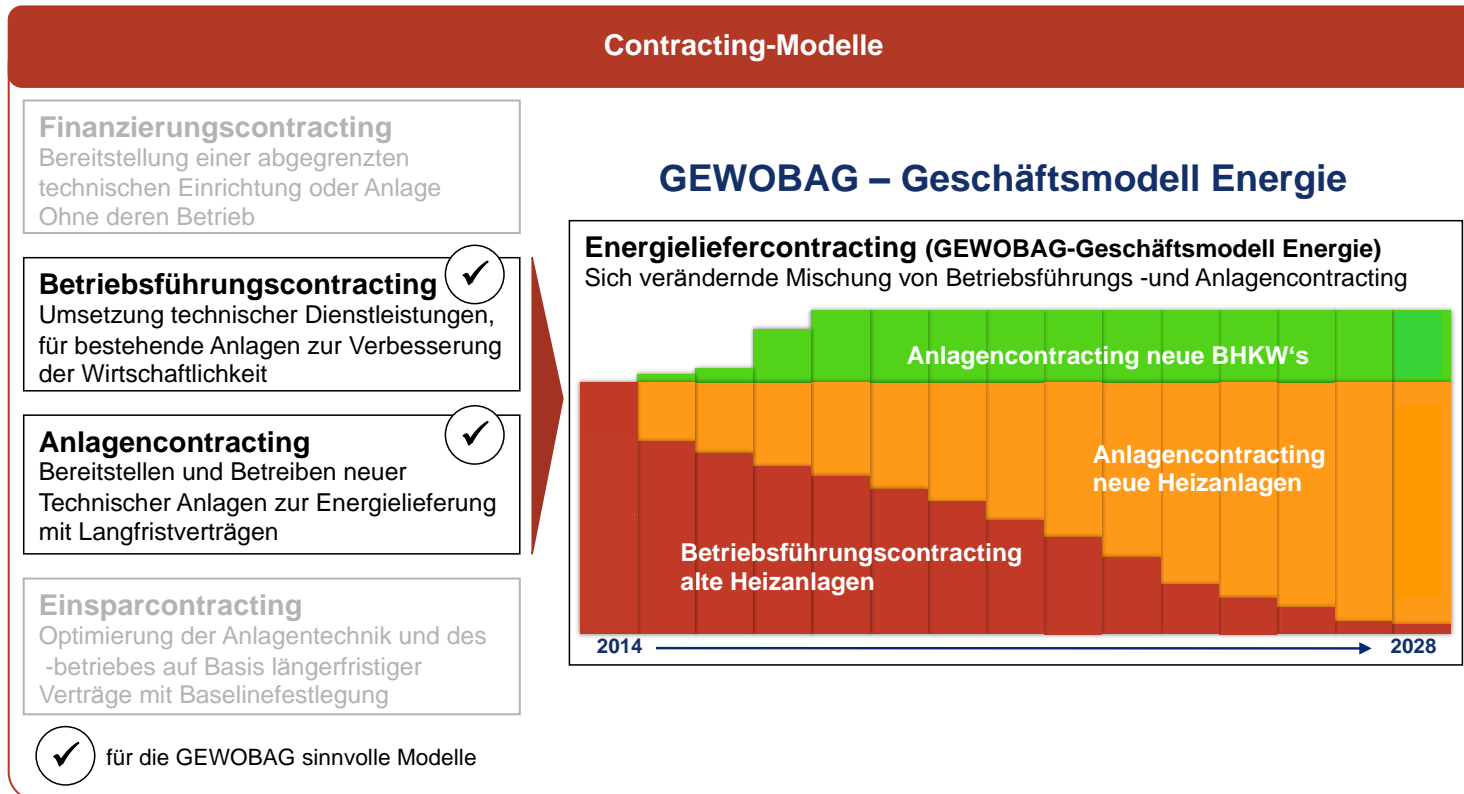 Contracting-Modelle
Finanzierungscontracting
Bereitstellung einer abgegrenzten
technischen Einrichtung oder Anlage
Ohne deren Betrieb
Betriebsführungscontracting
Umsetzung technischer Dienstleistungen,
für bestehende Anlagen zur Verbesserung
der Wirtschaftlichkeit
Anlagencontracting
Bereitstellen und Betreiben neuer
Technischer Anlagen zur Energielieferung
mit Langfristverträgen
Einsparcontracting
Optimierung der Anlagentechnik und des
-betriebes auf Basis längerfristiger
Verträge mit Baselinefestlegung
für die GEWOBAG sinnvolle Modelle
GEWOBAG – Geschäftsmodell Energie
Energieliefercontracting (GEWOBAG-Geschäftsmodell Energie)
Sich verändernde Mischung von Betriebsführungs -und Anlagencontracting
Anlagencontracting neue BHKW‘s
Anlagencontracting
neue Heizanlagen
Betriebsführungscontracting
alte Heizanlagen
2014
2028